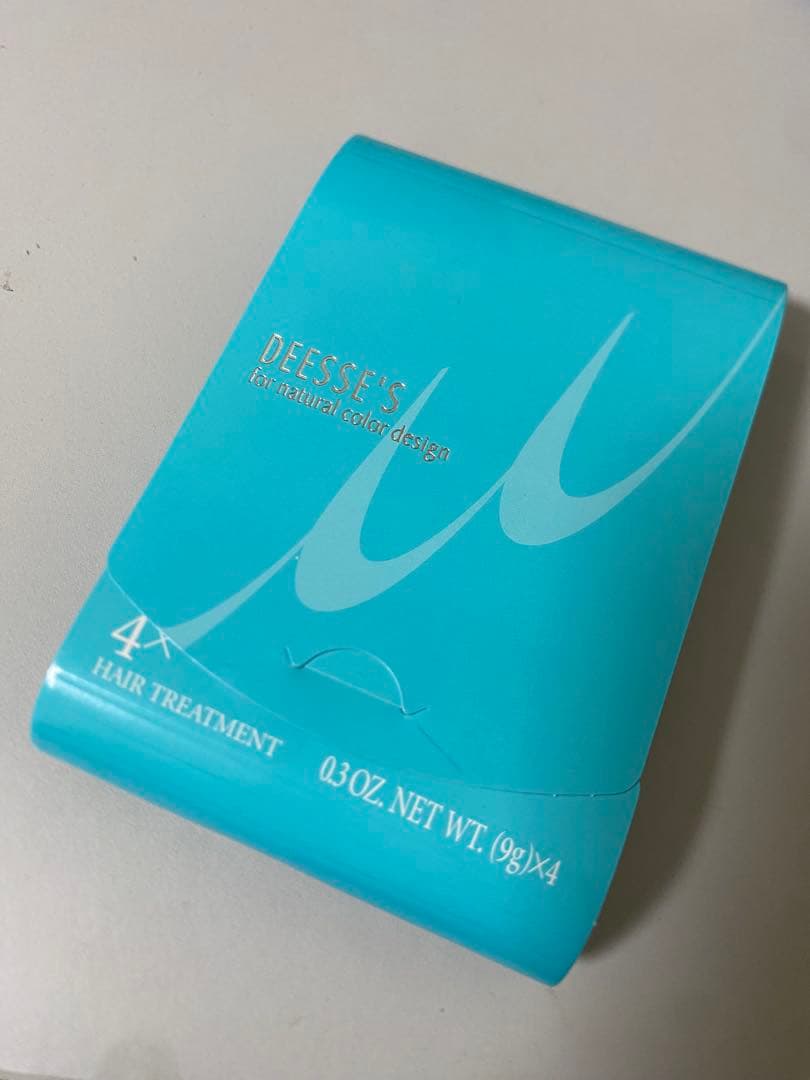 DEESSE'S
for natural color design
μ
4×
HAIR TREATMENT
0.3 OZ. NET WT. (9g)×4